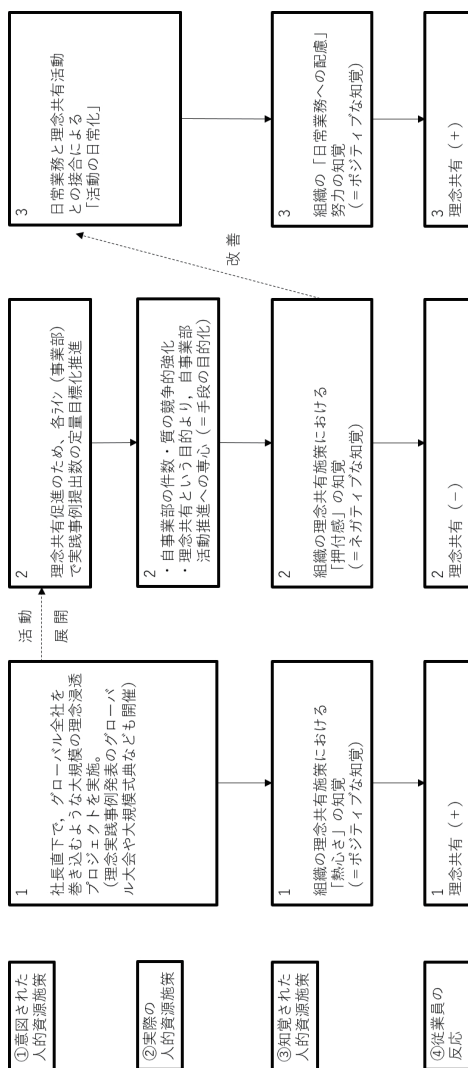 ①意図された
人的資源施策
②実際の
人的資源施策
③知覚された
人的資源施策
④従業員の
反応
1
社長直下で，グローバル全社を
巻き込むような大規模の理念浸透
プロジェクトを実施。
（理念実践事例発表のグローバ
ル大会や大規模式典なども開催）
1
組織の理念共有施策における
「熱心さ」の知覚
（＝ポジティブな知覚）
1
理念共有（＋）
活動
展開
2
理念共有促進のため、各ﾗｲﾝ（事業部）
で実践事例提出数の定量目標化推進
2
・自事業部の件数・質の競争的強化
・理念共有という目的より，自事業部
活動推進への専心（＝手段の目的化）
2
組織の理念共有施策における
「押付感」の知覚
（＝ネガティブな知覚）
2
理念共有（－）
改善
3
日常業務と理念共有活動
との接合による
「活動の日常化」
3
組織の「日常業務への配慮」
努力の知覚
（＝ポジティブな知覚）
3
理念共有（＋）